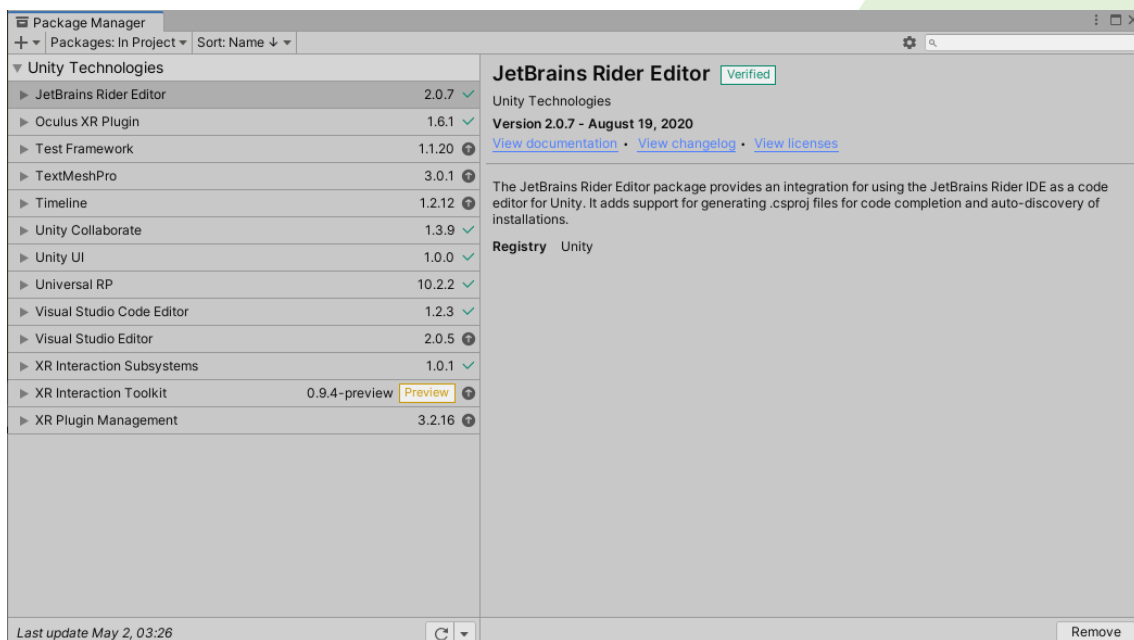 Package Manager
+ Packages: In Project Sort: Name ↓
Unity Technologies
JetBrains Rider Editor 2.0.7
Oculus XR Plugin 1.6.1
Test Framework 1.1.20
TextMeshPro 3.0.1
Timeline 1.2.12
Unity Collaborate 1.3.9
Unity UI 1.0.0
Universal RP 10.2.2
Visual Studio Code Editor 1.2.3
Visual Studio Editor 2.0.5
XR Interaction Subsystems 1.0.1
XR Interaction Toolkit 0.9.4-preview Preview
XR Plugin Management 3.2.16
Last update May 2, 03:26
JetBrains Rider Editor Verified
Unity Technologies
Version 2.0.7 - August 19, 2020
View documentation • View changelog • View licenses
The JetBrains Rider Editor package provides an integration for using the JetBrains Rider IDE as a code
editor for Unity. It adds support for generating .csproj files for code completion and auto-discovery of
installations.
Registry Unity
Remove